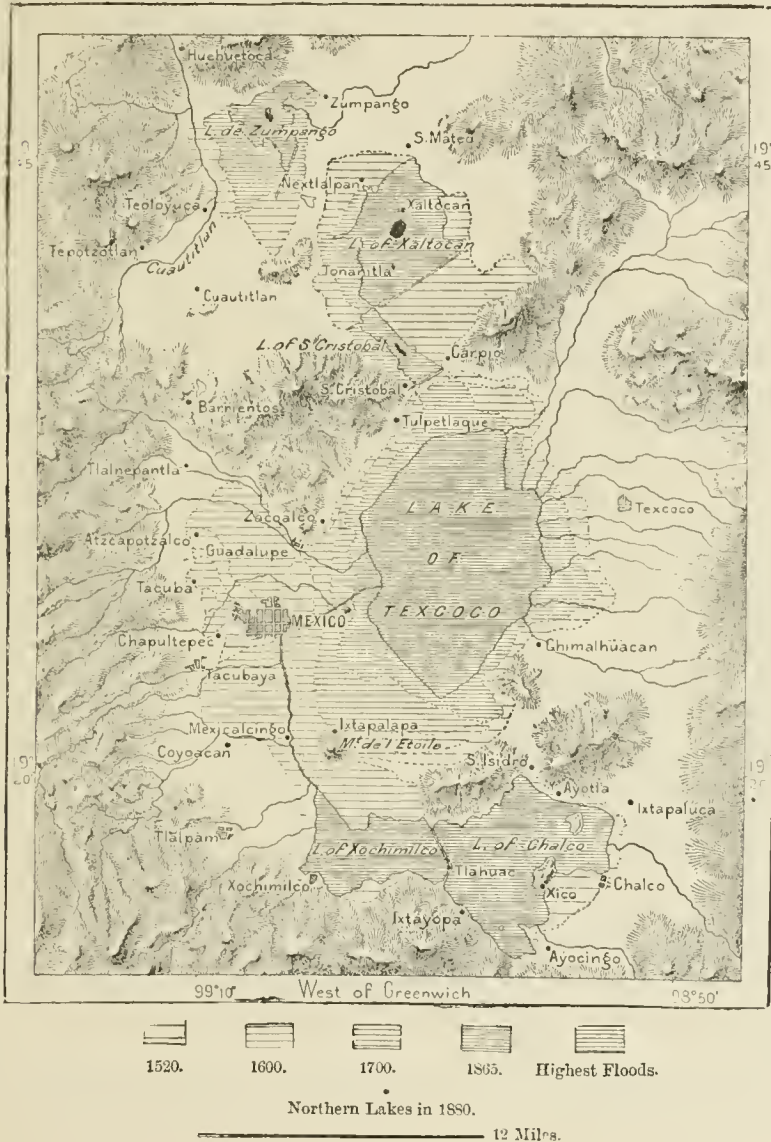 Huehuetoca
Zumpango
L. de Zumpango
S. Mateo
19°
45'
Nextlalpan
Xaltocan
Teoloyuca
L. of Xaltocan
Tepotzotlan
Cuautitlan
Tonanitla
Cuautitlan
L. of S. Cristobal
Carpio
S. Cristobal
Barrientos
Tulpetlaque
Tlalnepantla
LAKE
OF
TEXCOCO
Texcoco
Zacoalco
Atzcapotzalco
Guadalupe
Tacuba
MEXICO
Chapultepec
Chimalhuacan
Tacubaya
Mexicalcingo
Ixtapalapa
Mt. de l'Etoile
Coyoacan
S. Isidro
Ayotla
Ixtapaluca
Tlalpam
L. of Xochimilco
L. of Chalco
Tlahuac
Xochimilco
Xico
Chalco
Ixtayopa
Ayocingo
99°10'
West of Greenwich
98°50'
1520. 1600. 1700. 1865. Highest Floods.
Northern Lakes in 1880.
12 Miles.